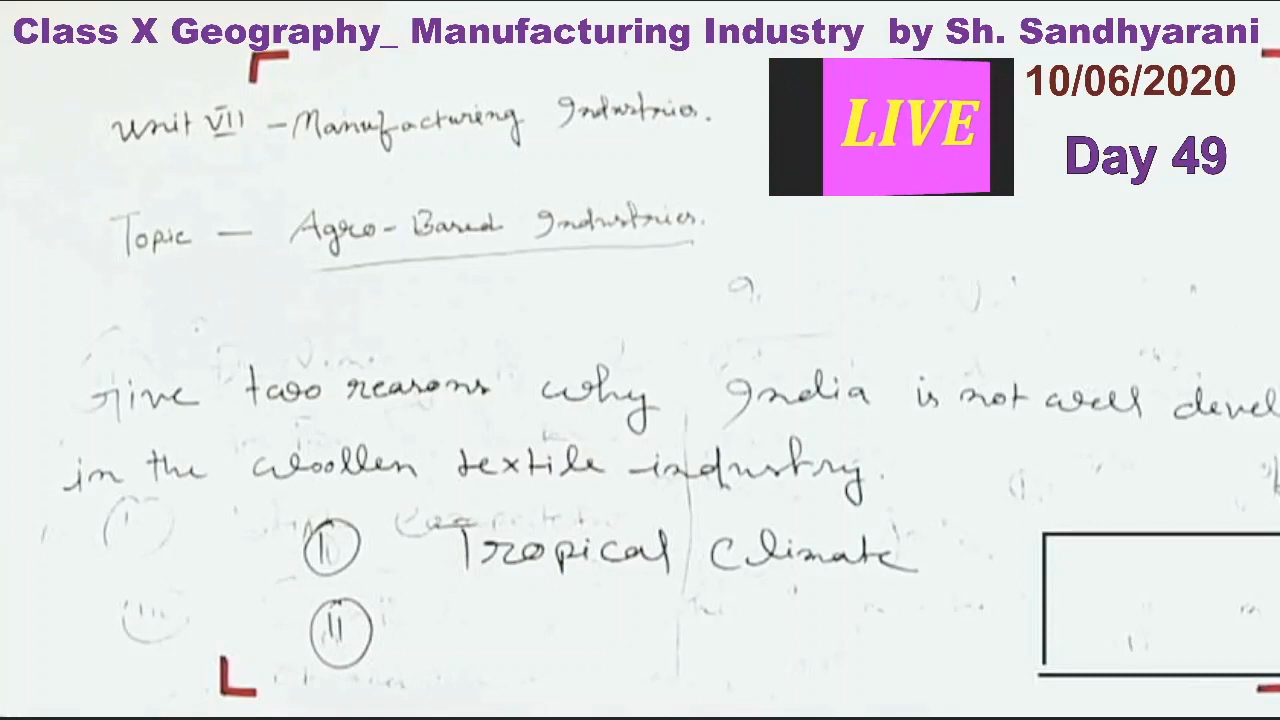 Class X Geography_ Manufacturing Industry by Sh. Sandhyarani
10/06/2020
LIVE
Day 49
Unit VII - Manufacturing Industries.
Topic - Agro-Based Industries.
Give two reasons why India is not well devel
in the woollen textile industry.
I Tropical Climate
II